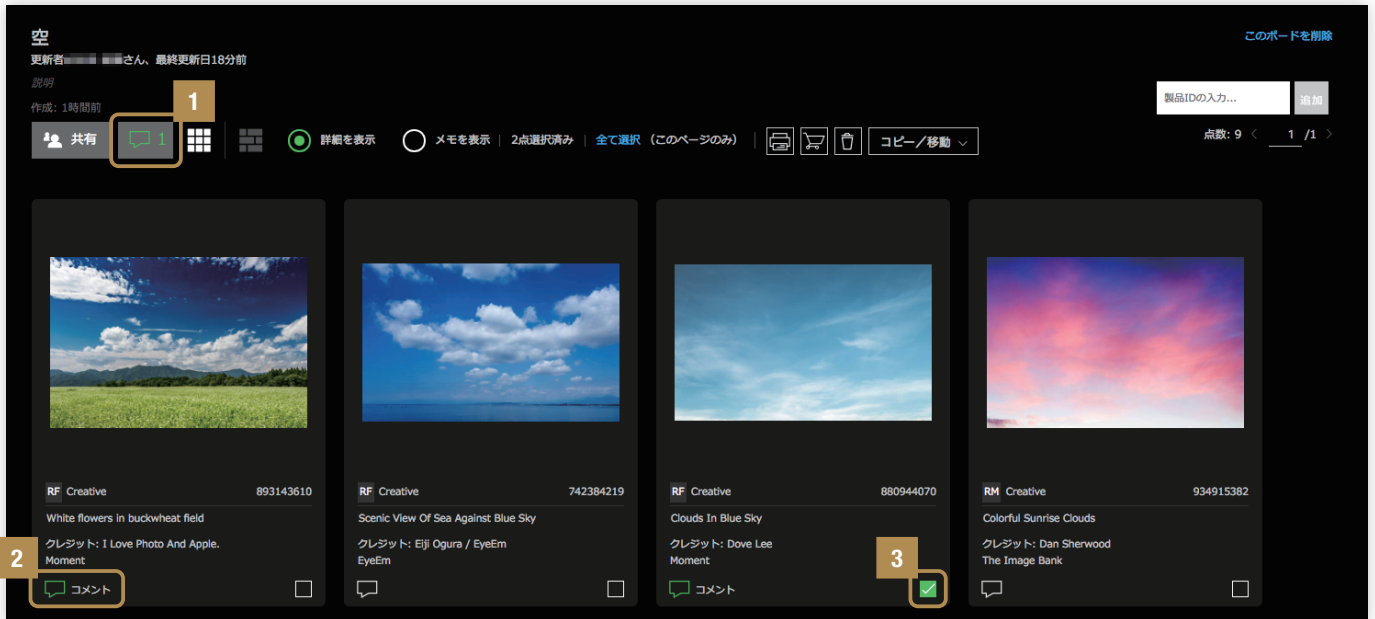 空
このボードを削除
更新者 さん、最終更新日18分前
説明
作成: 1時間前
1
製品IDの入力... 追加
共有 1 詳細を表示 メモを表示 | 2点選択済み | 全て選択 (このページのみ) | コピー／移動
点数: 9 1 /1
RF Creative 893143610
White flowers in buckwheat field
クレジット: I Love Photo And Apple.
Moment
2
コメント
RF Creative 742384219
Scenic View Of Sea Against Blue Sky
クレジット: Eiji Ogura / EyeEm
EyeEm
RF Creative 880944070
Clouds In Blue Sky
クレジット: Dove Lee
Moment
3
コメント
RM Creative 934915382
Colorful Sunrise Clouds
クレジット: Dan Sherwood
The Image Bank